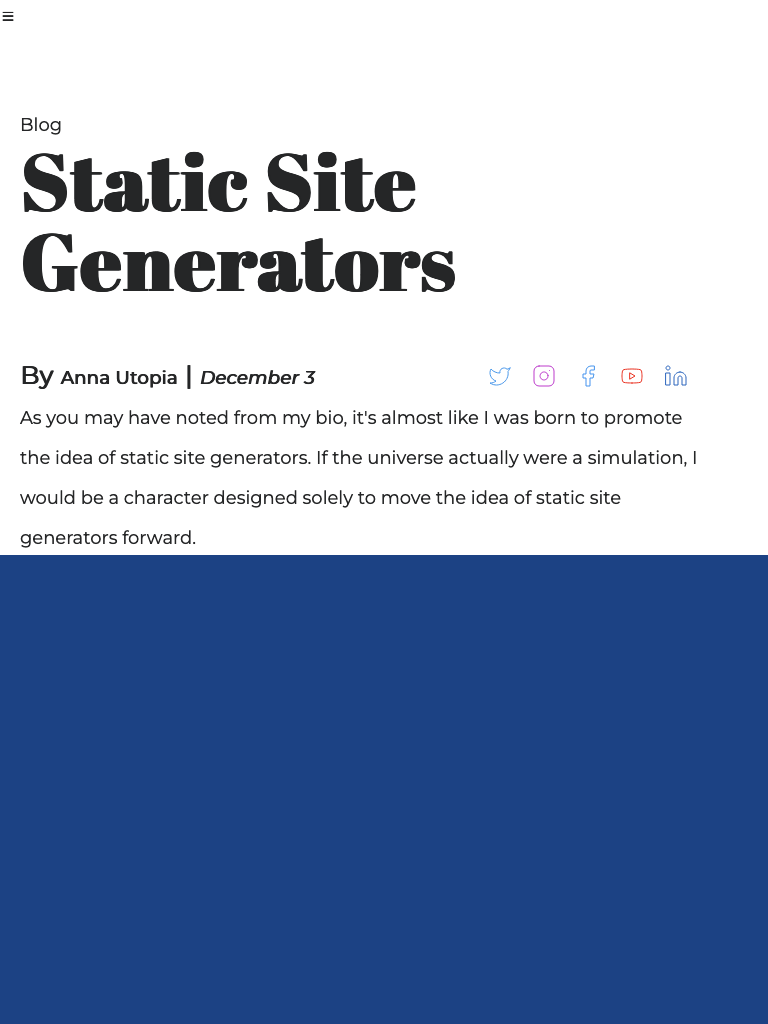 Blog
Static Site
Generators
By Anna Utopia | December 3
As you may have noted from my bio, it's almost like I was born to promote
the idea of static site generators. If the universe actually were a simulation, I
would be a character designed solely to move the idea of static site
generators forward.